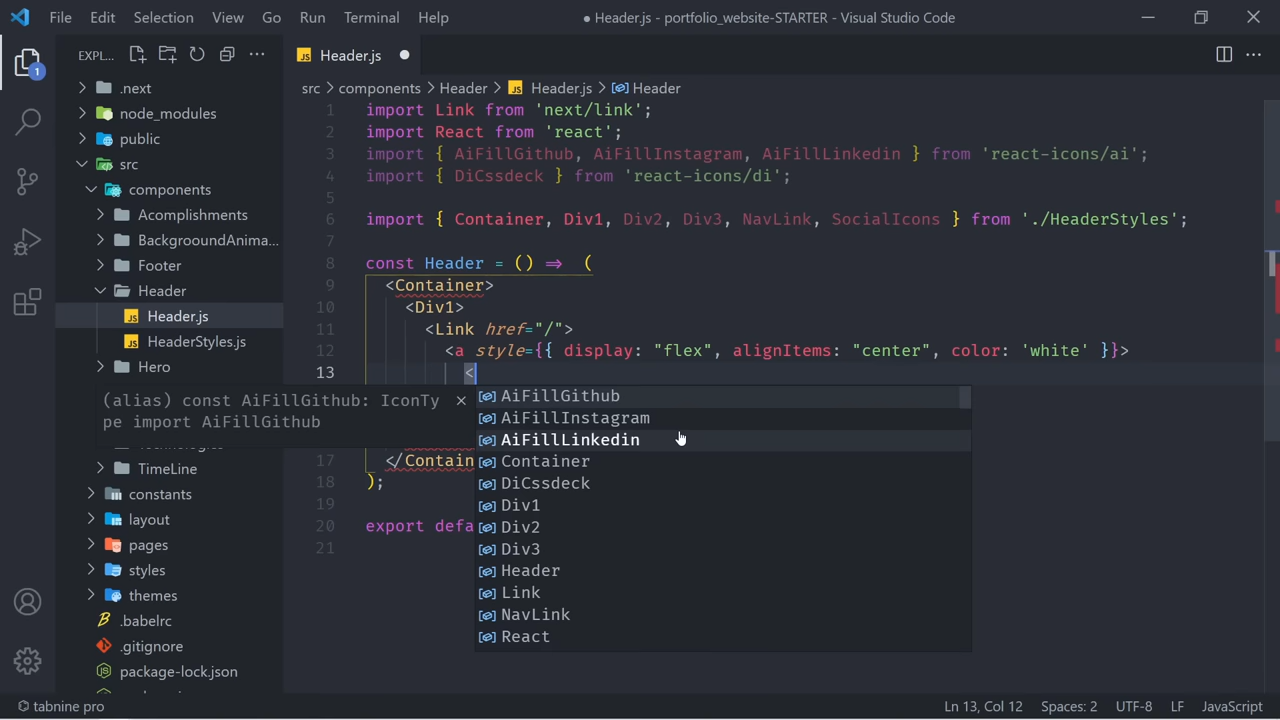 File Edit Selection View Go Run Terminal Help
● Header.js - portfolio_website-STARTER - Visual Studio Code
1
EXPL...
.next
node_modules
public
src
components
Acomplishments
BackgrooundAnima...
Footer
Header
Header.js
HeaderStyles.js
Hero
TimeLine
constants
layout
pages
styles
themes
.babelrc
.gitignore
package-lock.json
JS Header.js ●
src > components > Header > JS Header.js > Header
1 import Link from 'next/link';
2 import React from 'react';
3 import { AiFillGithub, AiFillInstagram, AiFillLinkedin } from 'react-icons/ai';
4 import { DiCssdeck } from 'react-icons/di';
5
6 import { Container, Div1, Div2, Div3, NavLink, SocialIcons } from './HeaderStyles';
7
8 const Header = () => (
9 <Container>
10 <Div1>
11 <Link href="/">
12 <a style={{ display: "flex", alignItems: "center", color: 'white' }}>
13 <
(alias) const AiFillGithub: IconTy
pe import AiFillGithub
AiFillGithub
AiFillInstagram
AiFillLinkedin
Container
DiCssdeck
Div1
Div2
Div3
Header
Link
NavLink
React
17 </Contain
18 );
19
20 export defa
21
tabnine pro
Ln 13, Col 12 Spaces: 2 UTF-8 LF JavaScript